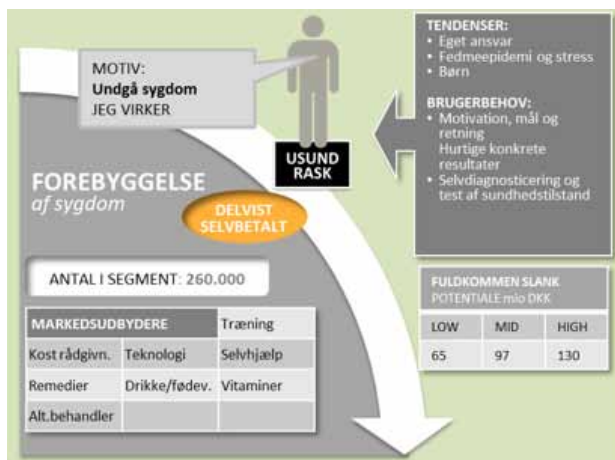 MOTIV:
Undgå sygdom
JEG VIRKER
USUND
RASK
FOREBYGGELSE
af sygdom
DELVIST
SELVBETALT
ANTAL I SEGMENT: 260.000
MARKEDSUDBYDERE Træning
Kost rådgivn. Teknologi Selvhjælp
Remedier Drikke/fødev. Vitaminer
Alt.behandler
TENDENSER:
• Eget ansvar
• Fedmeepidemi og stress
• Børn
BRUGERBEHOV:
• Motivation, mål og
retning
Hurtige konkrete
resultater
• Selvdiagnosticering og
test af sundhedstilstand
FULDKOMMEN SLANK
POTENTIALE mio DKK
LOW MID HIGH
65 97 130